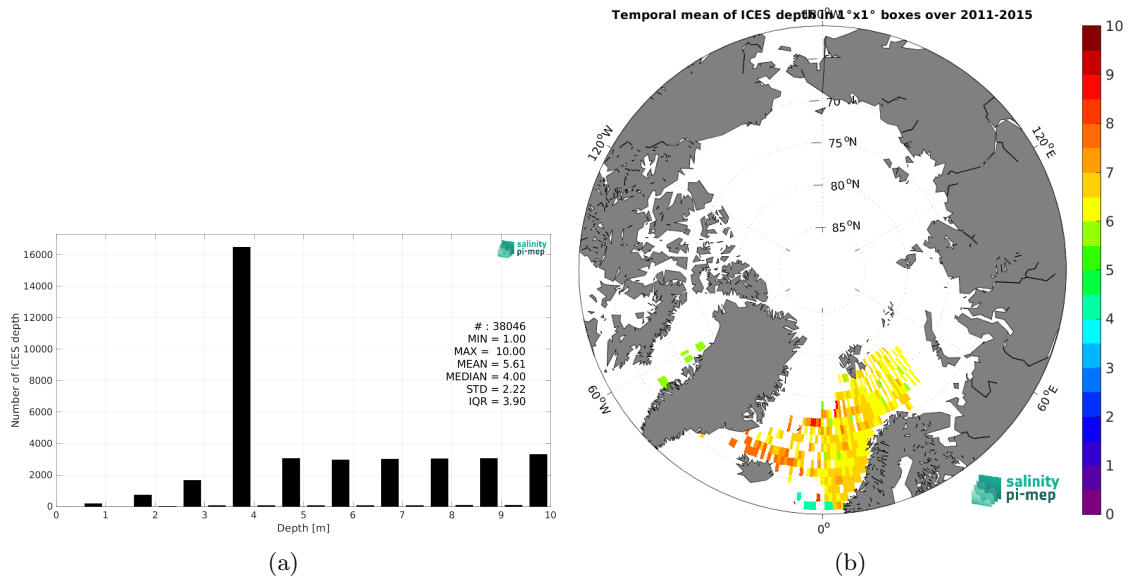 Number of ICES depth
16000
14000
12000
10000
8000
6000
4000
2000
0
salinity
pi-mep
# : 38046
MIN = 1.00
MAX = 10.00
MEAN = 5.61
MEDIAN = 4.00
STD = 2.22
IQR = 3.90
0 1 2 3 4 5 6 7 8 9 10
Depth [m]
(a)
Temporal mean of ICES depth in 1°x1° boxes over 2011-2015
180°W
120°W
120°E
60°W
60°E
0°
70°N
75°N
80°N
85°N
salinity
pi-mep
10
9
8
7
6
5
4
3
2
1
0
(b)